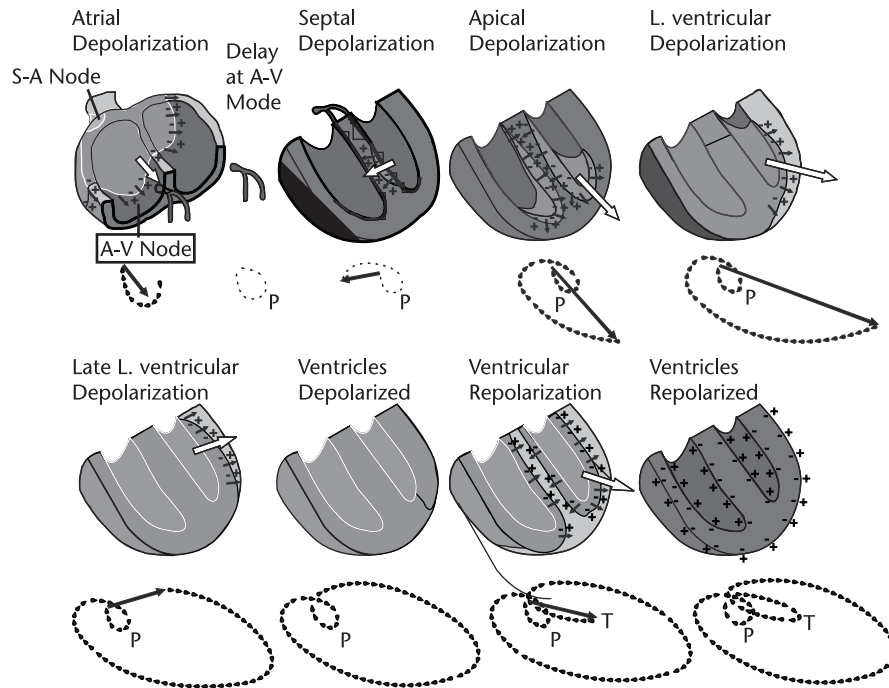 Atrial
Depolarization
S-A Node
A-V Node
Delay
at A-V
Mode
P
Septal
Depolarization
P
Apical
Depolarization
P
L. ventricular
Depolarization
P
Late L. ventricular
Depolarization
P
Ventricles
Depolarized
P
Ventricular
Repolarization
P
T
Ventricles
Repolarized
P
T